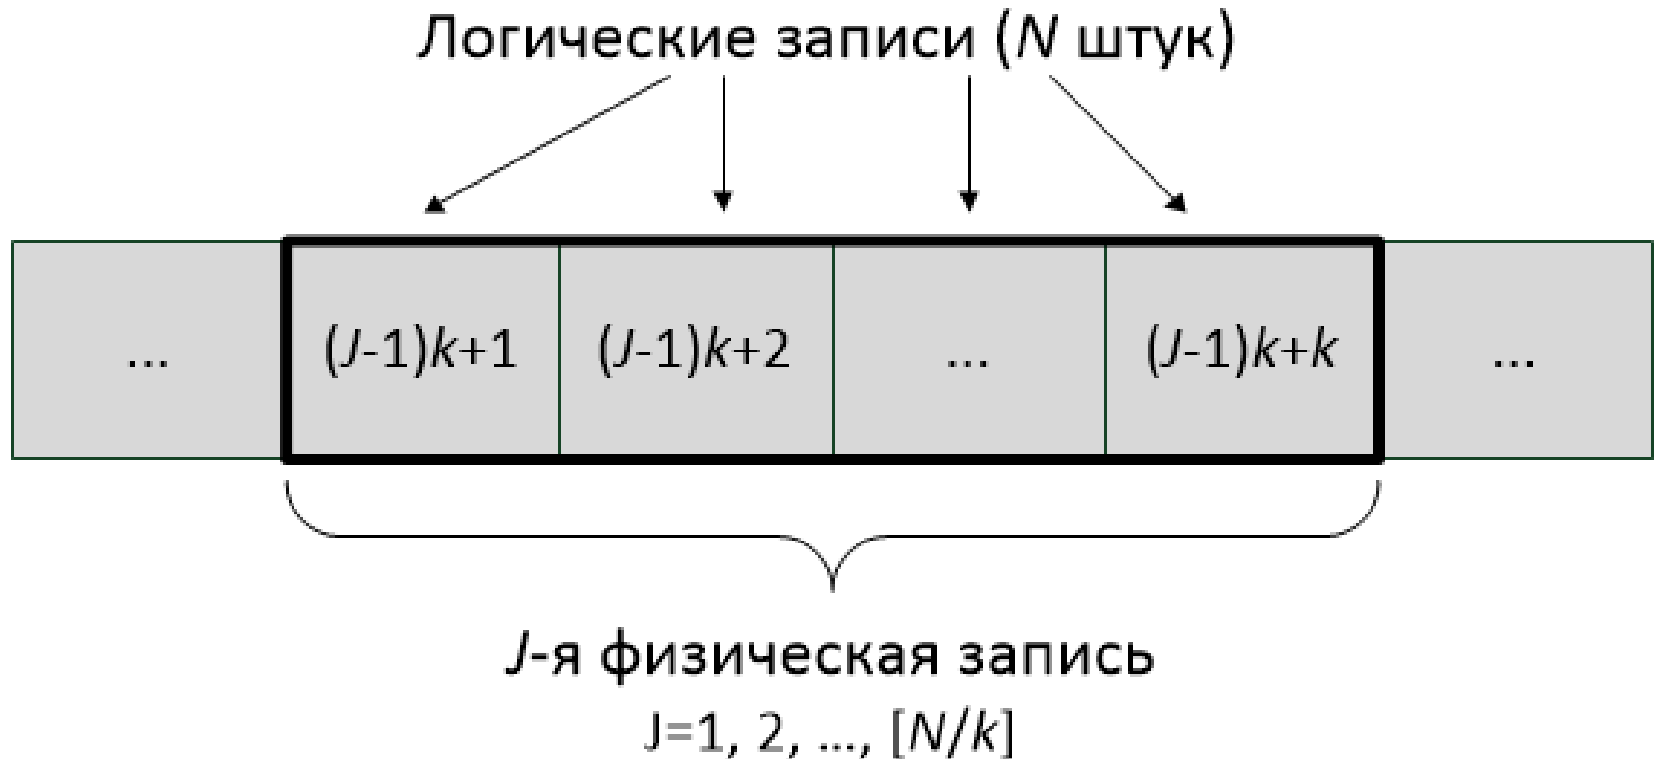 Логические записи (N штук)
... (J-1)k+1 (J-1)k+2 ... (J-1)k+k ...
J-я физическая запись
J=1, 2, ..., [N/k]